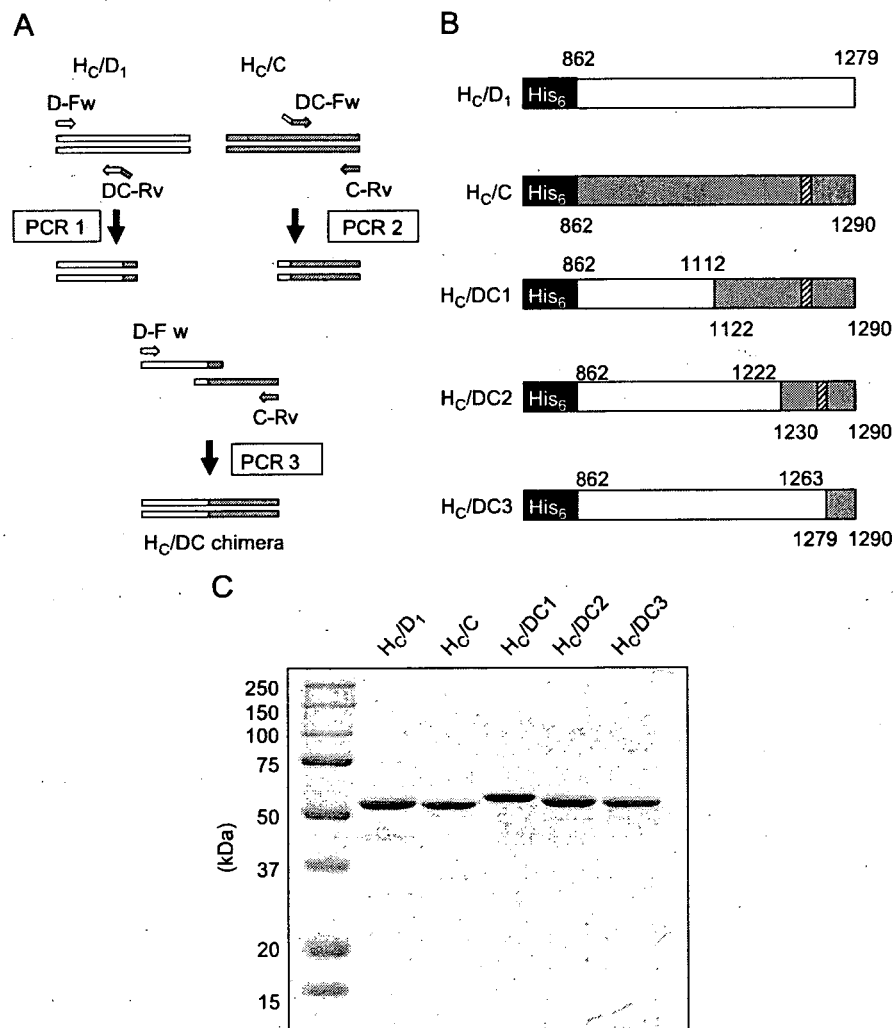 A
H_C/D_1
H_C/C
D-Fw
DC-Fw
DC-Rv
C-Rv
PCR 1
PCR 2
D-F w
C-Rv
PCR 3
H_C/DC chimera
B
862
1279
H_C/D_1
His_6
H_C/C
His_6
862
1290
862
1112
H_C/DC1
His_6
1122
1290
862
1222
H_C/DC2
His_6
1230
1290
862
1263
H_C/DC3
His_6
1279
1290
C
H_C/D_1
H_C/C
H_C/DC1
H_C/DC2
H_C/DC3
250
150
100
75
50
37
20
15
(kDa)